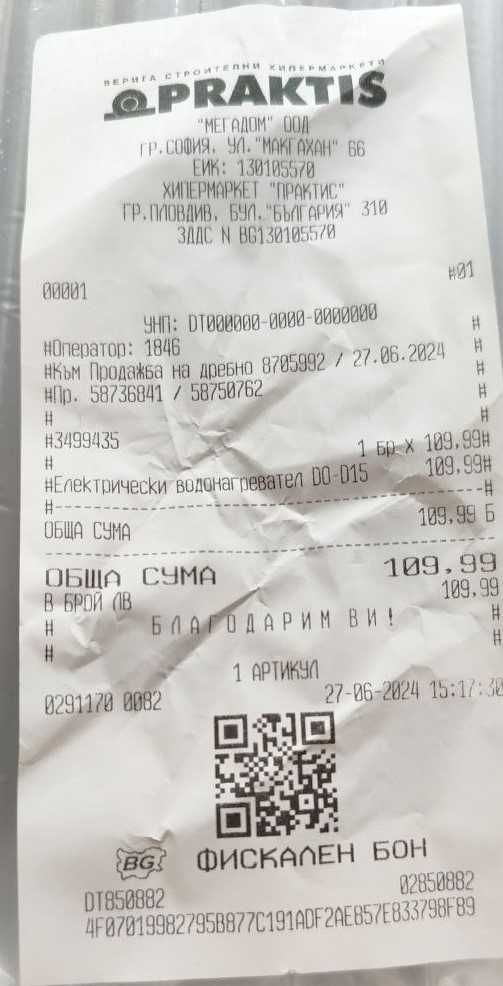 ВЕРИГА СТРОИТЕЛНИ ХИПЕРМАРКЕТИ
PRAKTIS
"МЕГАДОМ" ООД
ГР.СОФИЯ, УЛ."МАКГАХАН" 66
ЕИК: 130105570
ХИПЕРМАРКЕТ "ПРАКТИС"
ГР.ПЛОВДИВ, БУЛ."БЪЛГАРИЯ" 310
ЗДДС N BG130105570
00001 #01
УНП: DT000000-0000-0000000 #
#Оператор: 1846 #
#Към Продажба на дребно 8705992 / 27.06.2024 #
#Пр. 58736841 / 58750762 #
# #
#3499435 1 бр X 109,99#
# 109,99#
#Електрически водонагревател DO-D15
#--------------------------------#
ОБЩА СУМА 109,99 Б
ОБЩА СУМА 109,99
В БРОЙ ЛВ 109,99
# БЛАГОДАРИМ ВИ! #
# #
1 АРТИКУЛ
0291170 0082 27-06-2024 15:17:30
BG ФИСКАЛЕН БОН
DT850882 02850882
4F07019982795B877C191ADF2AE857E833798F89